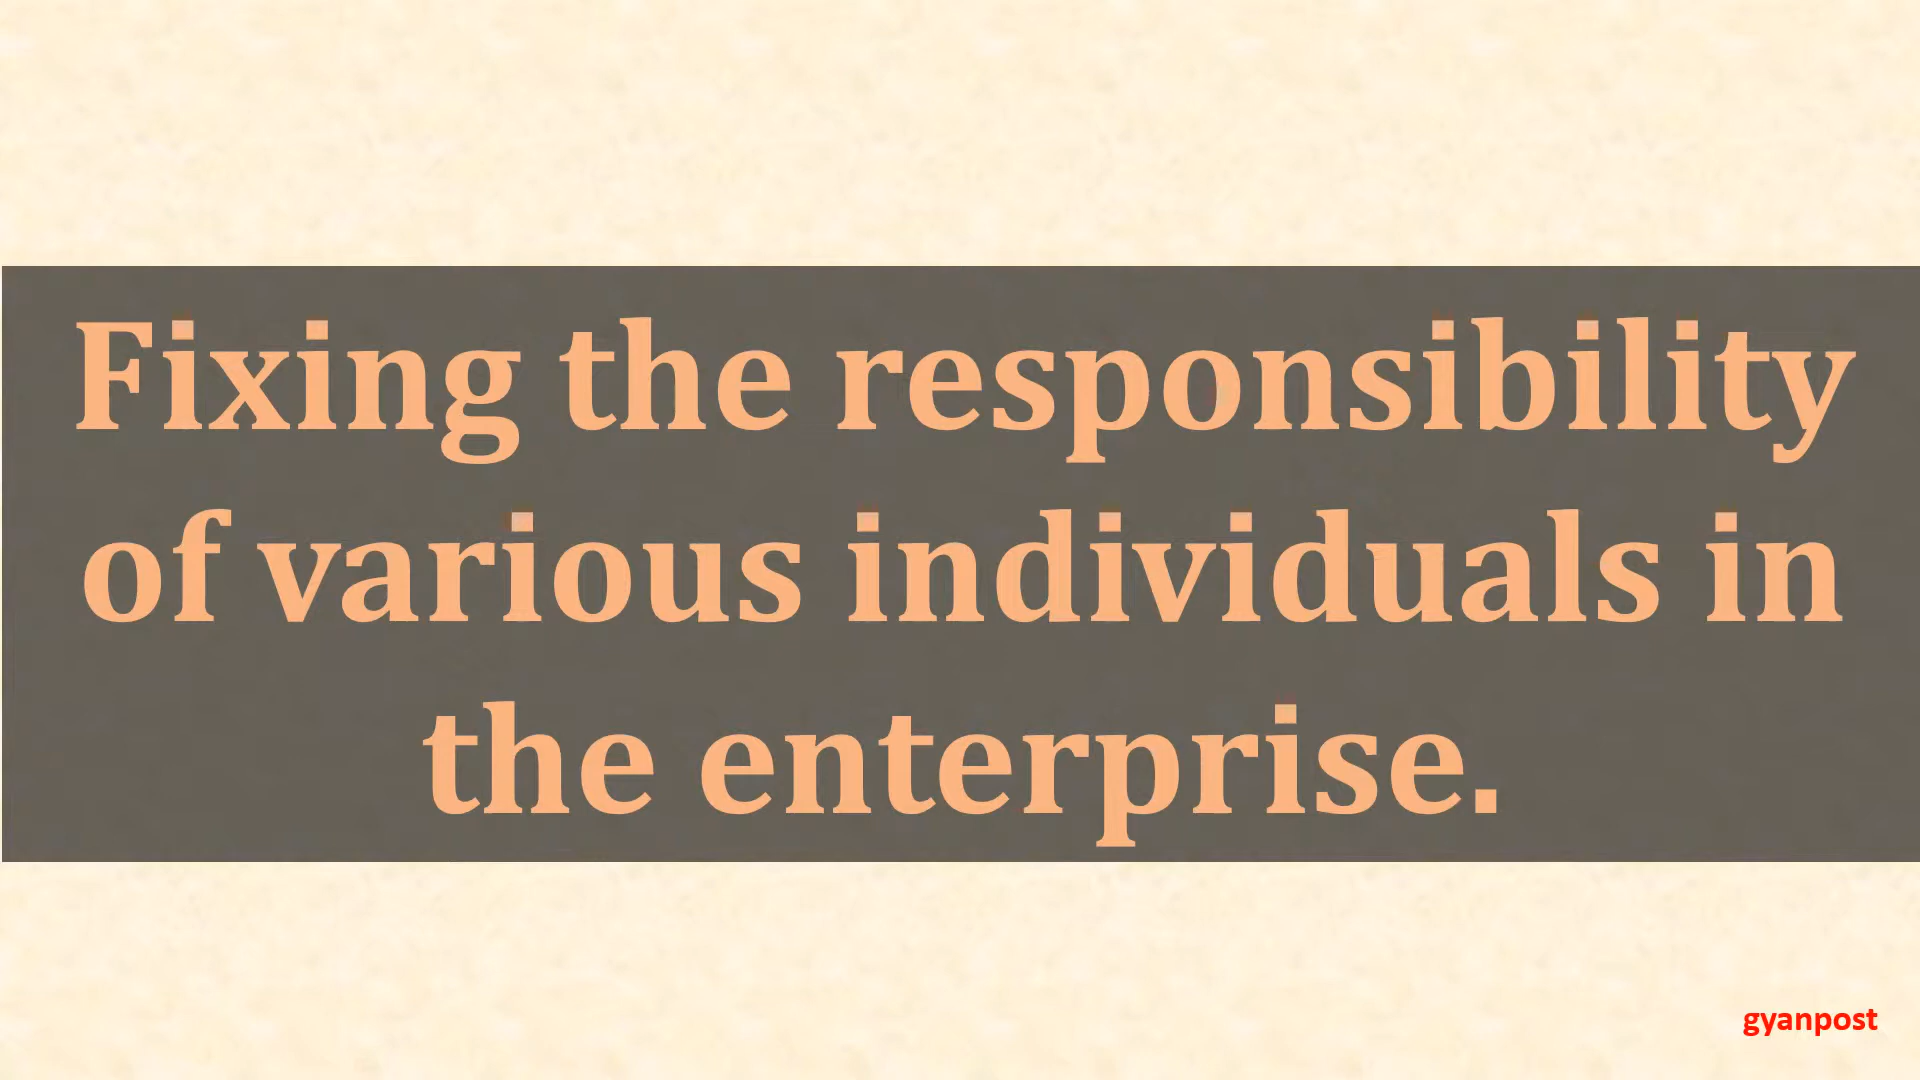 Fixing the responsibility
of various individuals in
the enterprise.
gyanpost